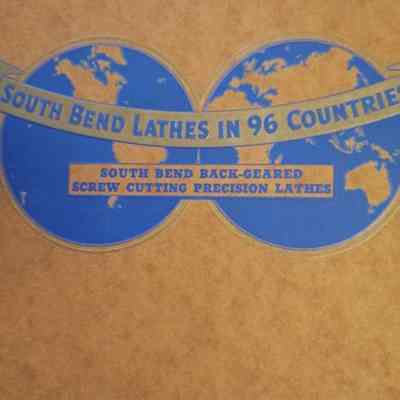 SOUTH BEND LATHES IN 96 COUNTRIES
SOUTH BEND BACK-GEARED
SCREW CUTTING PRECISION LATHES